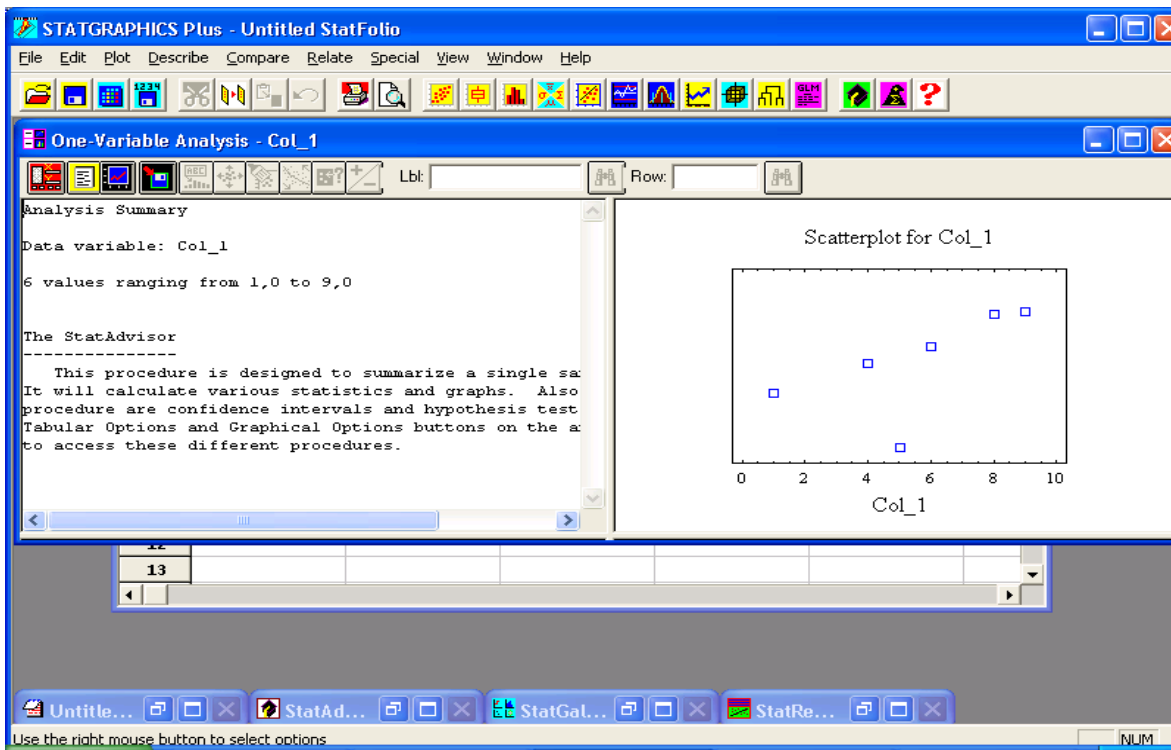 STATGRAPHICS Plus - Untitled StatFolio
File Edit Plot Describe Compare Relate Special View Window Help
1234
GLM
One-Variable Analysis - Col_1
ABC
Lbl:
Row:
Analysis Summary
Data variable: Col_1
6 values ranging from 1,0 to 9,0
The StatAdvisor
---------------
This procedure is designed to summarize a single sa
It will calculate various statistics and graphs. Also
procedure are confidence intervals and hypothesis test
Tabular Options and Graphical Options buttons on the a
to access these different procedures.
Scatterplot for Col_1
0 2 4 6 8 10
Col_1
12
13
Untitle...
StatAd...
StatGal...
StatRe...
Use the right mouse button to select options
NUM